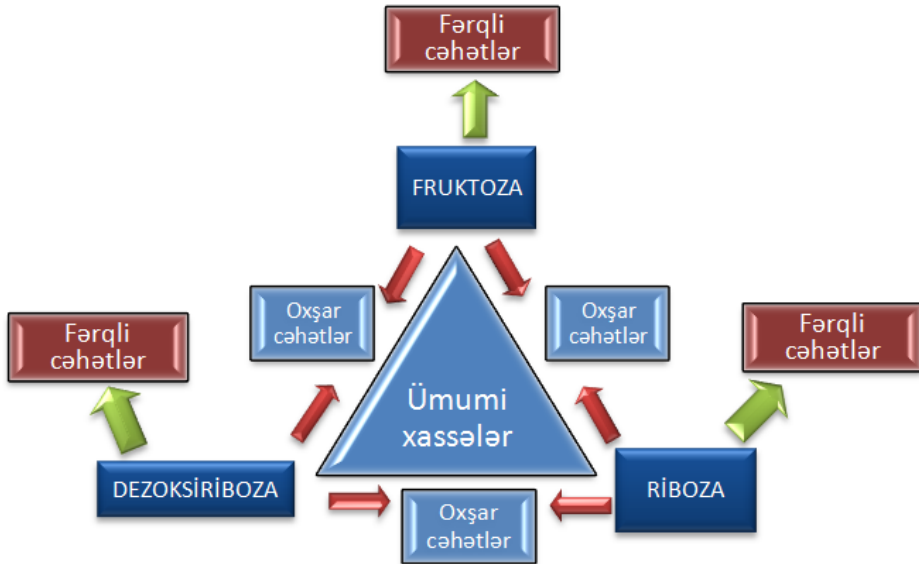 Fərqli
cəhətlər
FRUKTOZA
Oxşar
cəhətlər
Oxşar
cəhətlər
Fərqli
cəhətlər
Fərqli
cəhətlər
Ümumi
xassələr
DEZOKSİRİBOZA
RİBOZA
Oxşar
cəhətlər